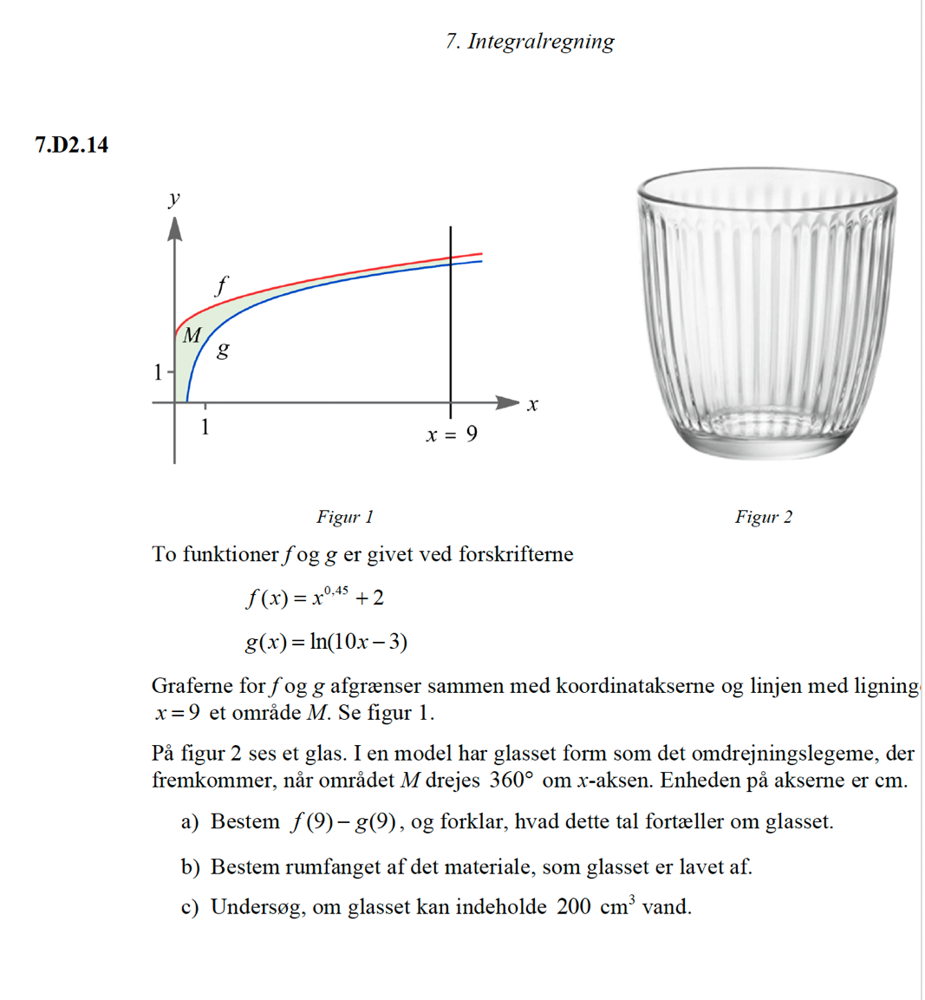 7. Integralregning
7.D2.14
y
f
M
g
1
x
1
x = 9
Figur 1
Figur 2
To funktioner f og g er givet ved forskrifterne
f(x) = x^0,45 + 2
g(x) = ln(10x − 3)
Graferne for f og g afgrænser sammen med koordinatakserne og linjen med ligning
x = 9 et område M. Se figur 1.
På figur 2 ses et glas. I en model har glasset form som det omdrejningslegeme, der
fremkommer, når området M drejes 360° om x-aksen. Enheden på akserne er cm.
a) Bestem f(9) − g(9), og forklar, hvad dette tal fortæller om glasset.
b) Bestem rumfanget af det materiale, som glasset er lavet af.
c) Undersøg, om glasset kan indeholde 200 cm³ vand.